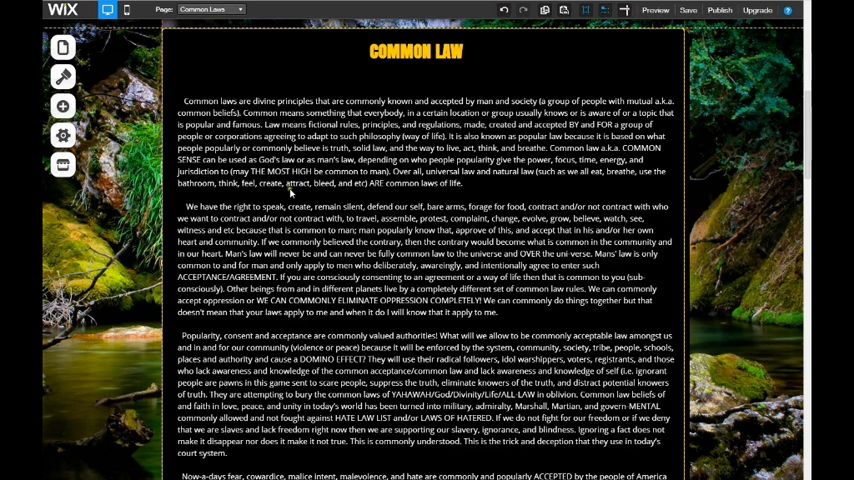 WIX
Page: Common Laws
Preview Save Publish Upgrade
COMMON LAW
Common laws are divine principles that are commonly known and accepted by man and society (a group of people with mutual a.k.a.
common beliefs). Common means something that everybody, in a certain location or group usually knows or is aware of or a topic that
is popular and famous. Law means fictional rules, principles, and regulations, made, created and accepted BY and FOR a group of
people or corporations agreeing to adapt to such philosophy (way of life). It is also known as popular law because it is based on what
people popularity or commonly believe is truth, solid law, and the way to live, act, think, and breathe. Common law a.k.a. COMMON
SENSE can be used as God's law or as man's law, depending on who people popularity give the power, focus, time, energy, and
jurisdiction to (may THE MOST HIGH be common to man). Over all, universal law and natural law (such as we all eat, breathe, use the
bathroom, think, feel, create, attract, bleed, and etc) ARE common laws of life.
We have the right to speak, create, remain silent, defend our self, bare arms, forage for food, contract and/or not contract with who
we want to contract and/or not contract with, to travel, assemble, protest, complaint, change, evolve, grow, believe, watch, see,
witness and etc because that is common to man; man popularly know that, approve of this, and accept that in his and/or her own
heart and community. If we commonly believed the contrary, then the contrary would become what is common in the community and
in our heart. Man's law will never be and can never be fully common law to the universe and OVER the uni-verse. Mans' law is only
common to and for man and only apply to men who deliberately, awareingly, and intentionally agree to enter such
ACCEPTANCE/AGREEMENT. If you are consciously consenting to an agreement or a way of life then that is common to you (sub-
consciously). Other beings from and in different planets live by a completely different set of common law rules. We can commonly
accept oppression or WE CAN COMMONLY ELIMINATE OPPRESSION COMPLETELY! We can commonly do things together but that
doesn't mean that your laws apply to me and when it do I will know that it apply to me.
Popularity, consent and acceptance are commonly valued authorities! What will we allow to be commonly acceptable law amongst us
and in and for our community (violence or peace) because it will be enforced by the system, community, society, tribe, people, schools,
places and authority and cause a DOMINO EFFECT? They will use their radical followers, idol warshippers, voters, registrants, and those
who lack awareness and knowledge of the common acceptance/common law and lack awareness and knowledge of self (i.e. ignorant
people are pawns in this game sent to scare people, suppress the truth, eliminate knowers of the truth, and distract potential knowers
of truth. They are attempting to bury the common laws of YAHAWAH/God/Divinity/Life/ALL-LAW in oblivion. Common law beliefs of
and faith in love, peace, and unity in today's world has been turned into military, admiralty, Marshall, Martian, and govern-MENTAL
commonly allowed and not fought against HATE LAW LIST and/or LAWS OF HATERED. If we do not fight for our freedom or if we deny
that we are slaves and lack freedom right now then we are supporting our slavery, ignorance, and blindness. Ignoring a fact does not
make it disappear nor does it make it not true. This is commonly understood. This is the trick and deception that they use in today's
court system.
Now-a-days fear, cowardice, malice intent, malevolence, and hate are commonly and popularly ACCEPTED by the people of America